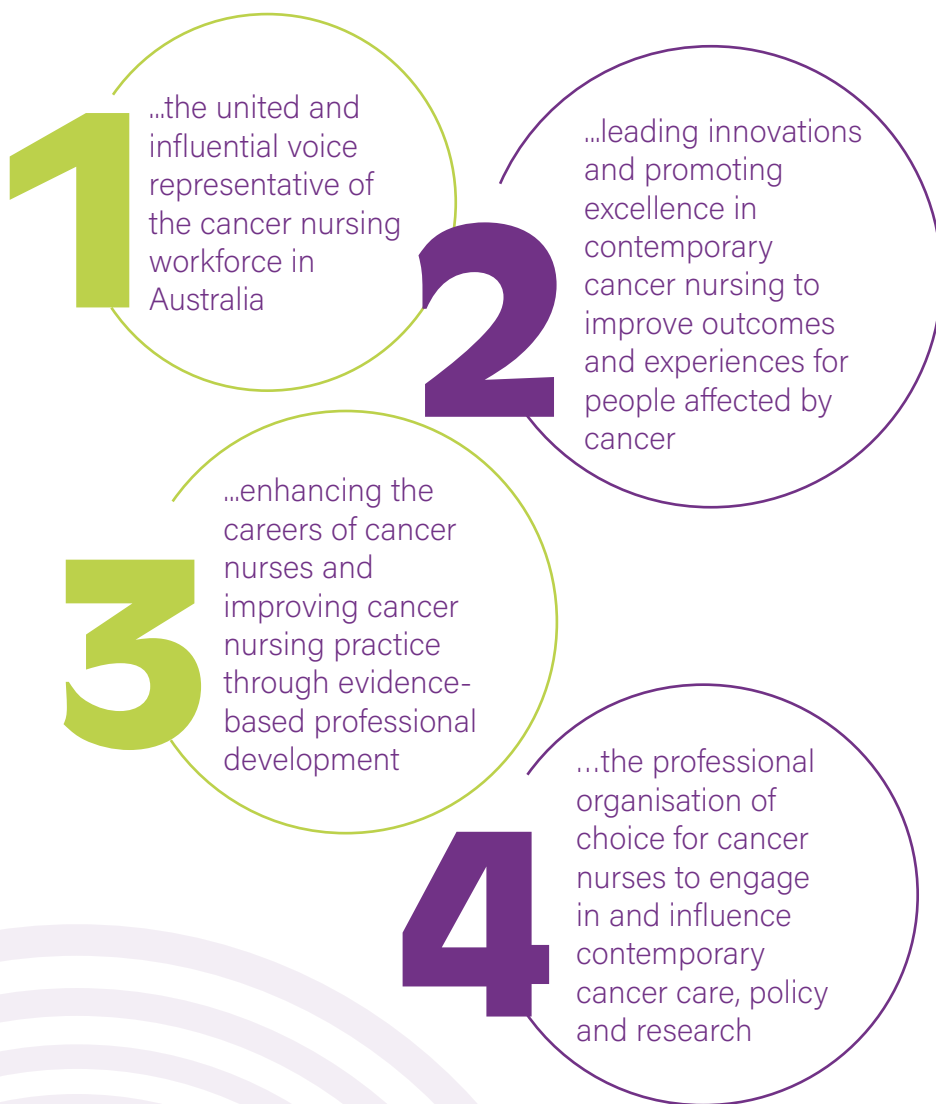 1
...the united and
influential voice
representative of
the cancer nursing
workforce in
Australia
2
...leading innovations
and promoting
excellence in
contemporary
cancer nursing to
improve outcomes
and experiences for
people affected by
cancer
3
...enhancing the
careers of cancer
nurses and
improving cancer
nursing practice
through evidence-
based professional
development
4
...the professional
organisation of
choice for cancer
nurses to engage
in and influence
contemporary
cancer care, policy
and research